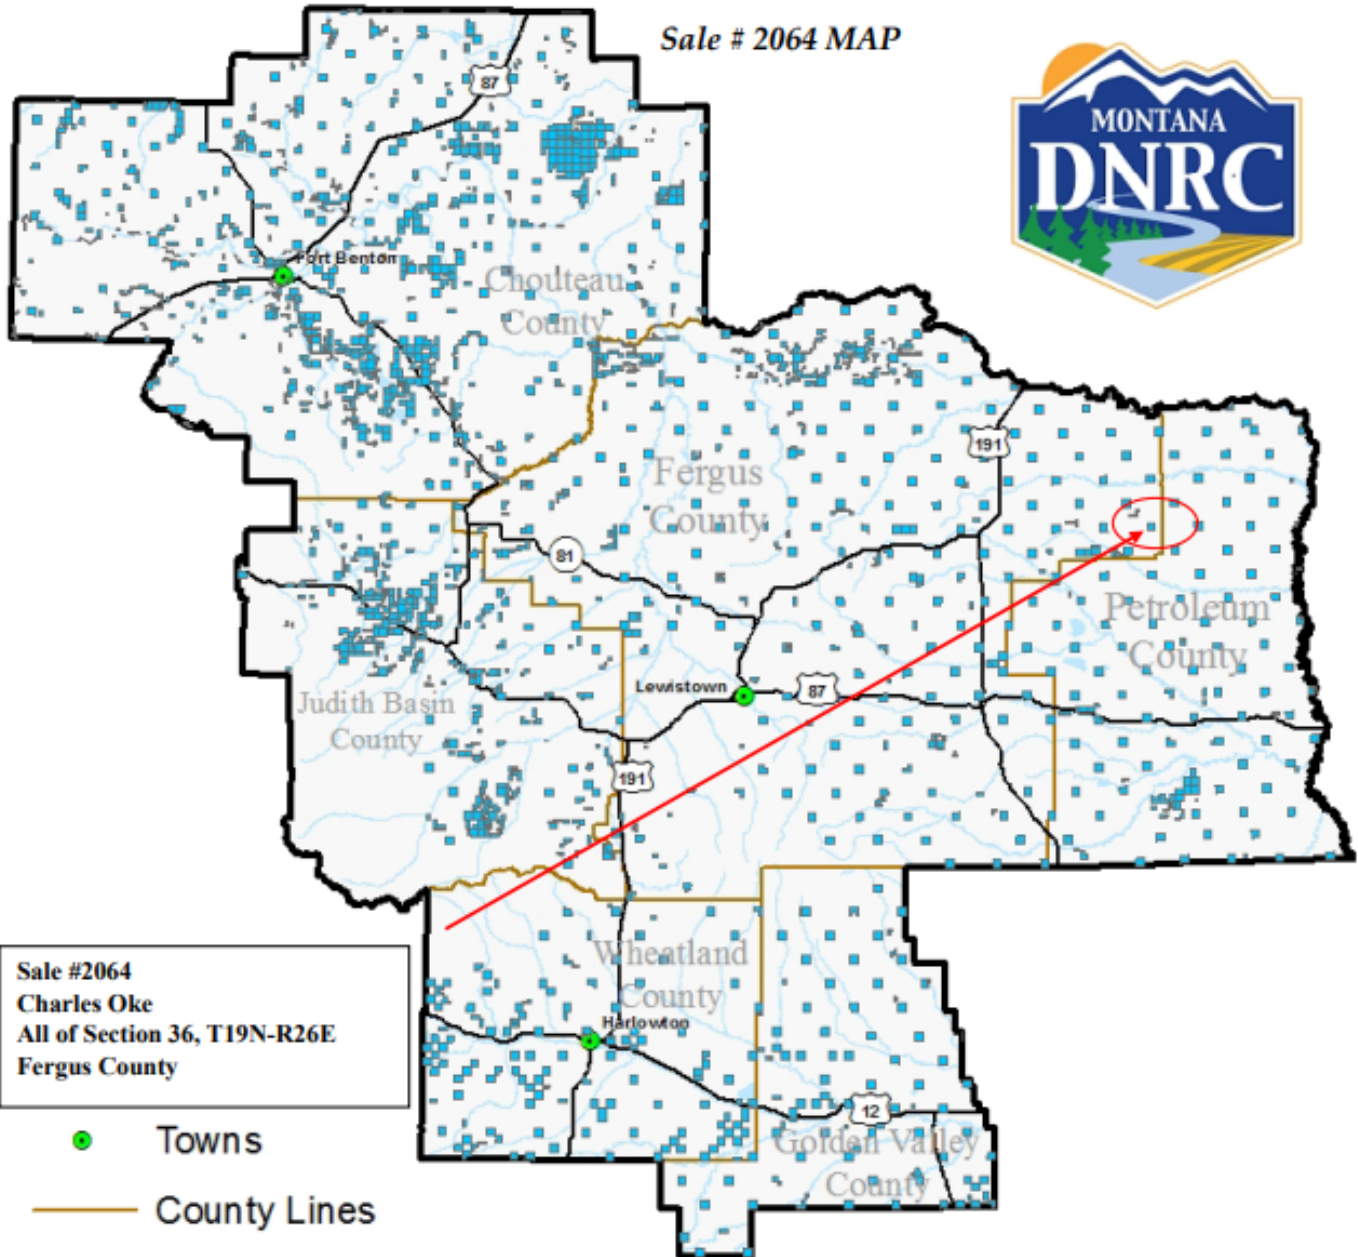 Sale # 2064 MAP
MONTANA
DNRC
87
Fort Benton
Chouteau
County
191
Fergus
County
81
Petroleum
County
Lewistown
87
Judith Basin
County
191
Wheatland
County
Harlowton
12
Golden Valley
County
Sale #2064
Charles Oke
All of Section 36, T19N-R26E
Fergus County
Towns
County Lines